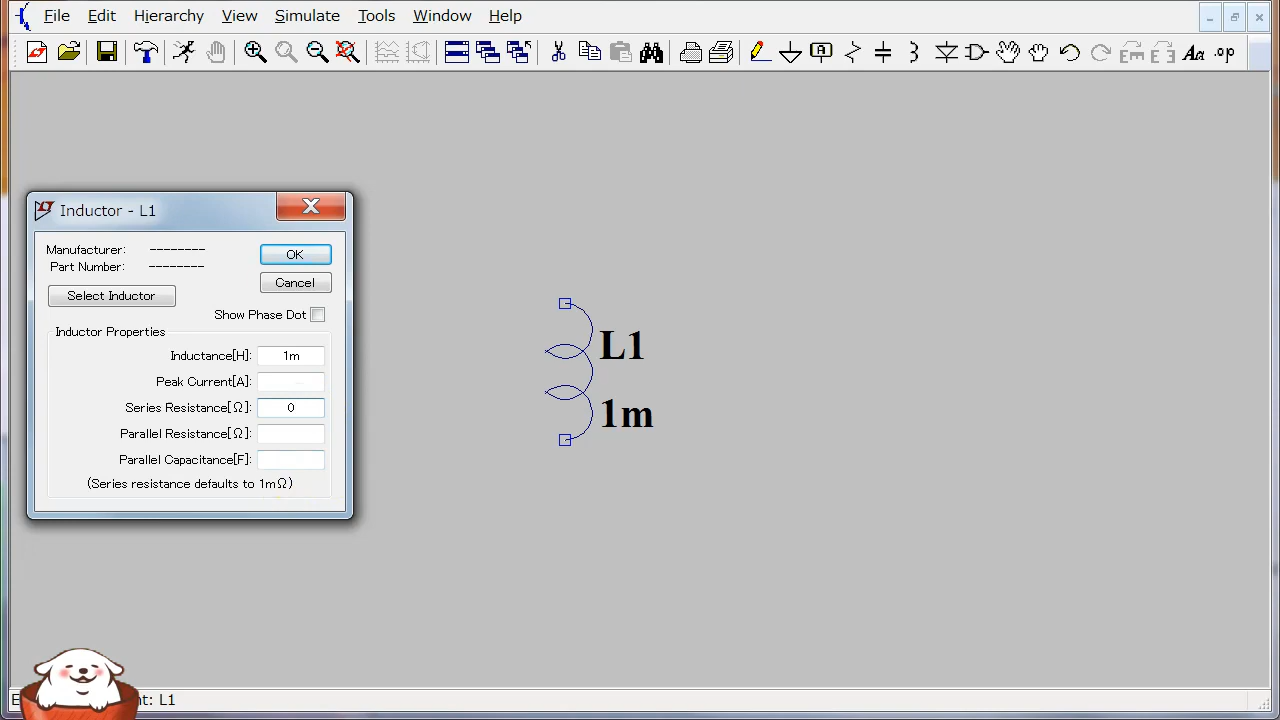 File Edit Hierarchy View Simulate Tools Window Help
A Aa .op
Inductor - L1
Manufacturer: --------
OK
Part Number: --------
Cancel
Select Inductor
Show Phase Dot
Inductor Properties
Inductance[H]: 1m
Peak Current[A]:
Series Resistance[Ω]: 0
Parallel Resistance[Ω]:
Parallel Capacitance[F]:
(Series resistance defaults to 1mΩ)
L1
1m
L1